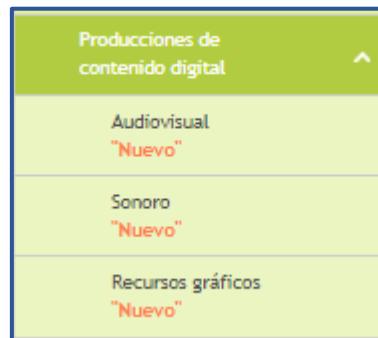 Producciones de
contenido digital
Audiovisual
"Nuevo"
Sonoro
"Nuevo"
Recursos gráficos
"Nuevo"